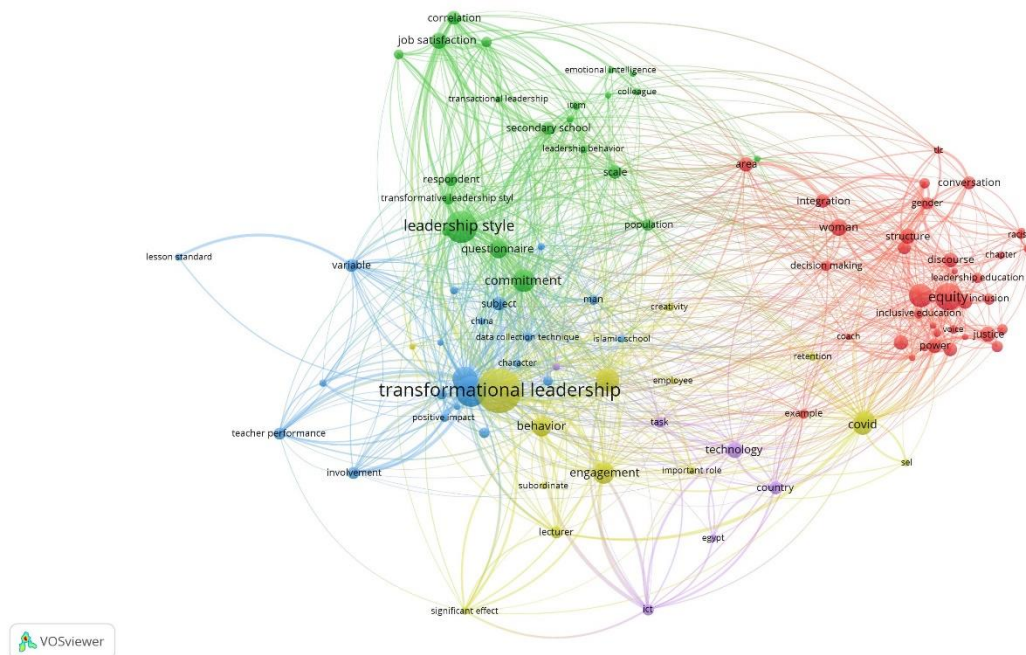 correlation
job satisfaction
emotional intelligence
colleague
transactional leadership
item
secondary school
leadership behavior
tlc
area
scale
respondent
conversation
transformative leadership styl
integration
gender
leadership style
population
woman
structure
racis
questionnaire
lesson standard
variable
decision making
discourse
chapter
leadership education
commitment
subject
man
equity
inclusion
creativity
inclusive education
china
data collection technique
islamic school
coach
voice
justice
power
character
retention
transformational leadership
employee
positive impact
behavior
task
example
covid
teacher performance
technology
involvement
engagement
important role
sel
subordinate
country
lecturer
egypt
significant effect
ict
VOSviewer